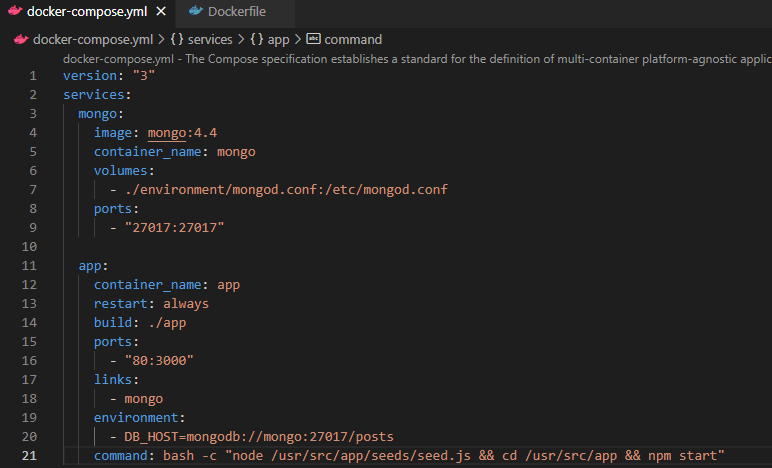 docker-compose.yml × Dockerfile
docker-compose.yml > {} services > {} app > abc command
docker-compose.yml - The Compose specification establishes a standard for the definition of multi-container platform-agnostic applic
1 version: "3"
2 services:
3   mongo:
4     image: mongo:4.4
5     container_name: mongo
6     volumes:
7       - ./environment/mongod.conf:/etc/mongod.conf
8     ports:
9       - "27017:27017"
10
11   app:
12     container_name: app
13     restart: always
14     build: ./app
15     ports:
16       - "80:3000"
17     links:
18       - mongo
19     environment:
20       - DB_HOST=mongodb://mongo:27017/posts
21     command: bash -c "node /usr/src/app/seeds/seed.js && cd /usr/src/app && npm start"